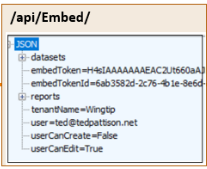 /api/Embed/
JSON
datasets
embedToken=H4sIAAAAAAEAC2Ut660aAJ
embedTokenId=6ab3582d-2c76-4b1e-8e6d-
reports
tenantName=Wingtip
user=ted@tedpattison.net
userCanCreate=False
userCanEdit=True